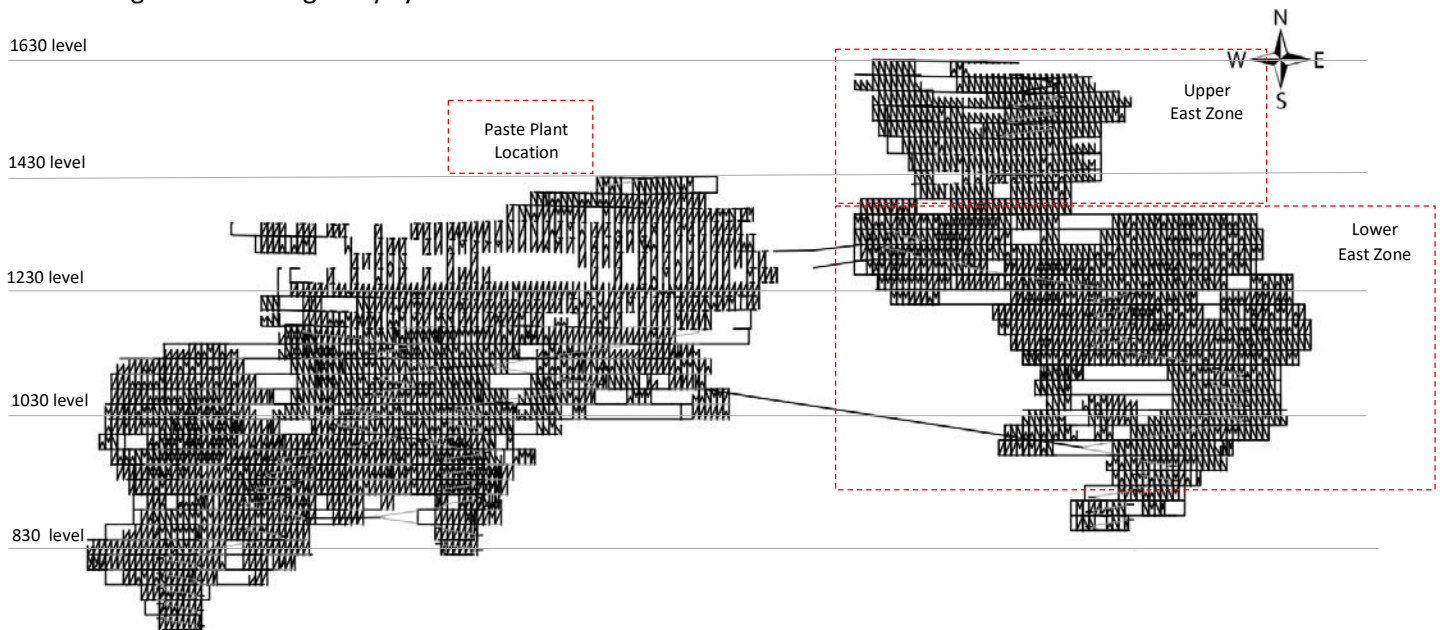 1630 level
N
W
E
S
Upper
East Zone
Paste Plant
Location
1430 level
Lower
East Zone
1230 level
1030 level
830 level